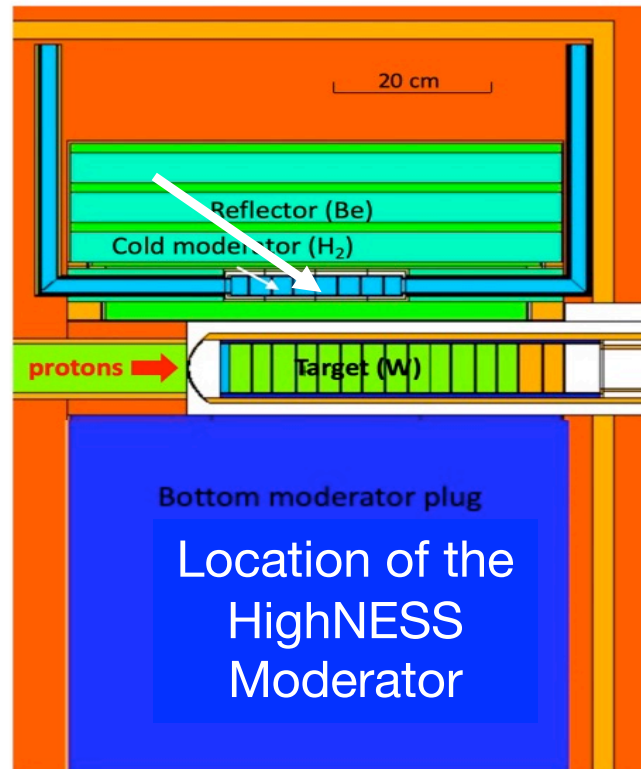 20 cm
Reflector (Be)
Cold moderator (H₂)
protons
Target (W)
Bottom moderator plug
Location of the
HighNESS
Moderator